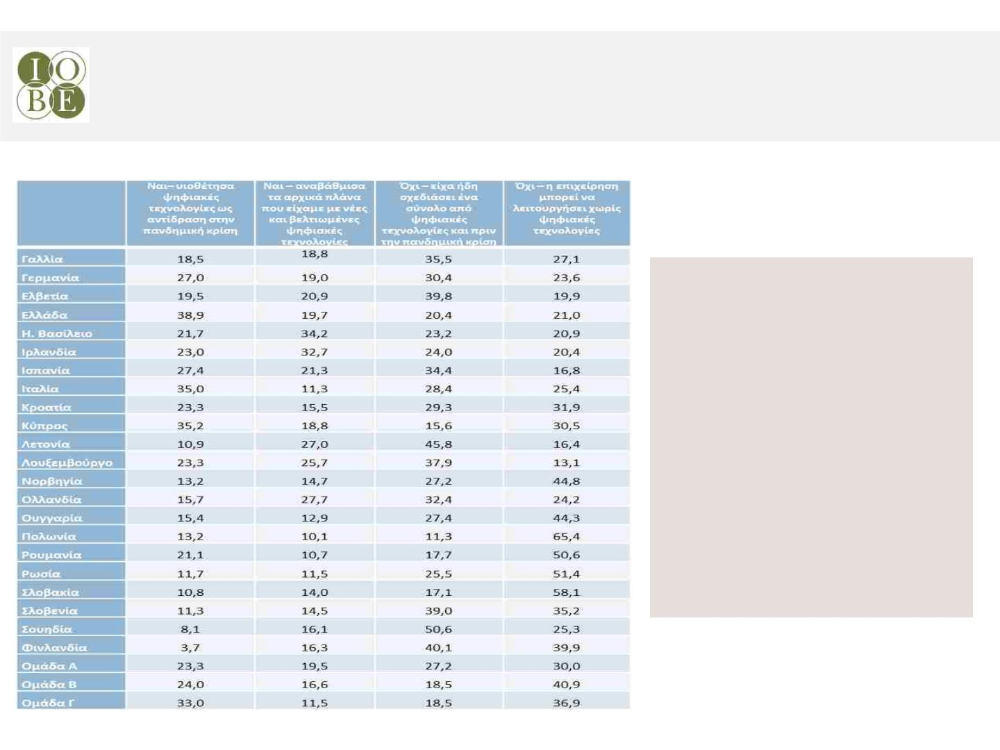 I O
B E
Ναι– υιοθέτησα ψηφιακές τεχνολογίες ως αντίδραση στην πανδημική κρίση
Ναι – αναβάθμισα τα αρχικά πλάνα που είχαμε με νέες και βελτιωμένες ψηφιακές τεχνολογίες
Όχι – είχα ήδη σχεδιάσει ένα σύνολο από ψηφιακές τεχνολογίες και πριν την πανδημική κρίση
Όχι – η επιχείρηση μπορεί να λειτουργήσει χωρίς ψηφιακές τεχνολογίες
Γαλλία 18,5 18,8 35,5 27,1
Γερμανία 27,0 19,0 30,4 23,6
Ελβετία 19,5 20,9 39,8 19,9
Ελλάδα 38,9 19,7 20,4 21,0
Η. Βασίλειο 21,7 34,2 23,2 20,9
Ιρλανδία 23,0 32,7 24,0 20,4
Ισπανία 27,4 21,3 34,4 16,8
Ιταλία 35,0 11,3 28,4 25,4
Κροατία 23,3 15,5 29,3 31,9
Κύπρος 35,2 18,8 15,6 30,5
Λετονία 10,9 27,0 45,8 16,4
Λουξεμβούργο 23,3 25,7 37,9 13,1
Νορβηγία 13,2 14,7 27,2 44,8
Ολλανδία 15,7 27,7 32,4 24,2
Ουγγαρία 15,4 12,9 27,4 44,3
Πολωνία 13,2 10,1 11,3 65,4
Ρουμανία 21,1 10,7 17,7 50,6
Ρωσία 11,7 11,5 25,5 51,4
Σλοβακία 10,8 14,0 17,1 58,1
Σλοβενία 11,3 14,5 39,0 35,2
Σουηδία 8,1 16,1 50,6 25,3
Φινλανδία 3,7 16,3 40,1 39,9
Ομάδα Α 23,3 19,5 27,2 30,0
Ομάδα Β 24,0 16,6 18,5 40,9
Ομάδα Γ 33,0 11,5 18,5 36,9